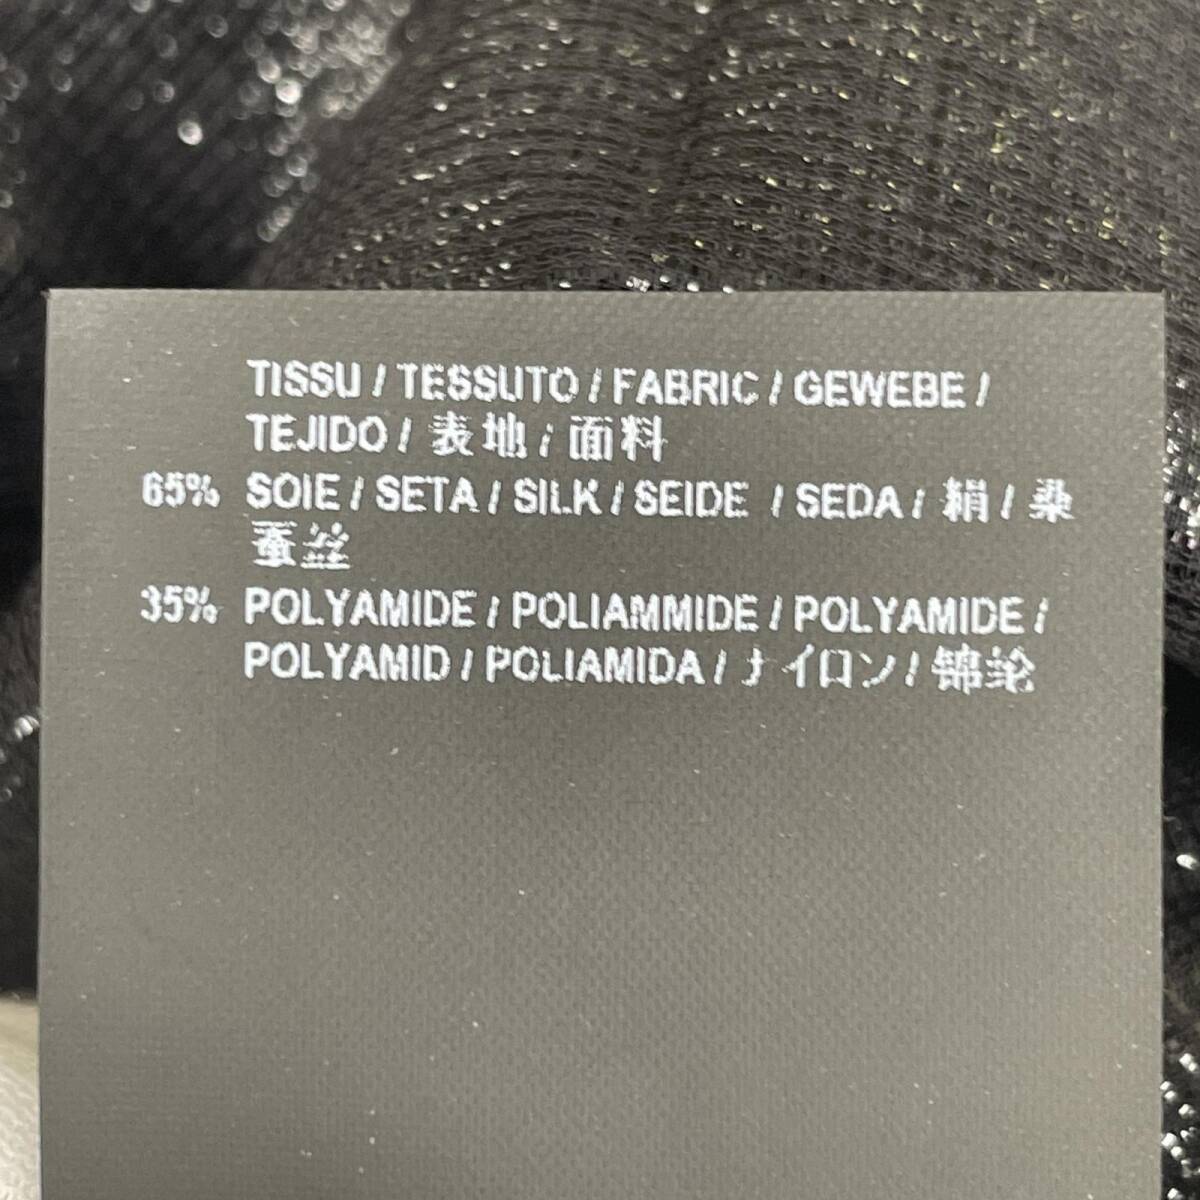 TISSU / TESSUTO / FABRIC / GEWEBE /
TEJIDO / 表地 / 面料
65% SOIE / SETA / SILK / SEIDE / SEDA / 絹 / 桑
蚕丝
35% POLYAMIDE / POLIAMMIDE / POLYAMIDE /
POLYAMID / POLIAMIDA / ナイロン / 锦纶